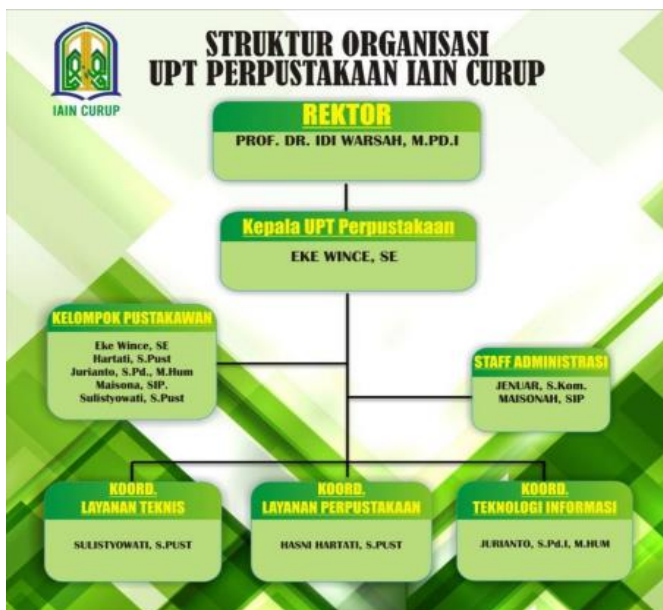 STRUKTUR ORGANISASI
UPT PERPUSTAKAAN IAIN CURUP
IAIN CURUP
REKTOR
PROF. DR. IDI WARSAH, M.PD.I
Kepala UPT Perpustakaan
EKE WINCE, SE
KELOMPOK PUSTAKAWAN
Eke Wince, SE
Hartati, S.Pust
Jurianto, S.Pd., M.Hum
Maisona, SIP.
Sulistyowati, S.Pust
STAFF ADMINISTRASI
JENUAR, S.Kom.
MAISONAH, SIP
KOORD.
LAYANAN TEKNIS
SULISTYOWATI, S.PUST
KOORD.
LAYANAN PERPUSTAKAAN
HASNI HARTATI, S.PUST
KOORD.
TEKNOLOGI INFORMASI
JURIANTO, S.Pd.I, M.HUM